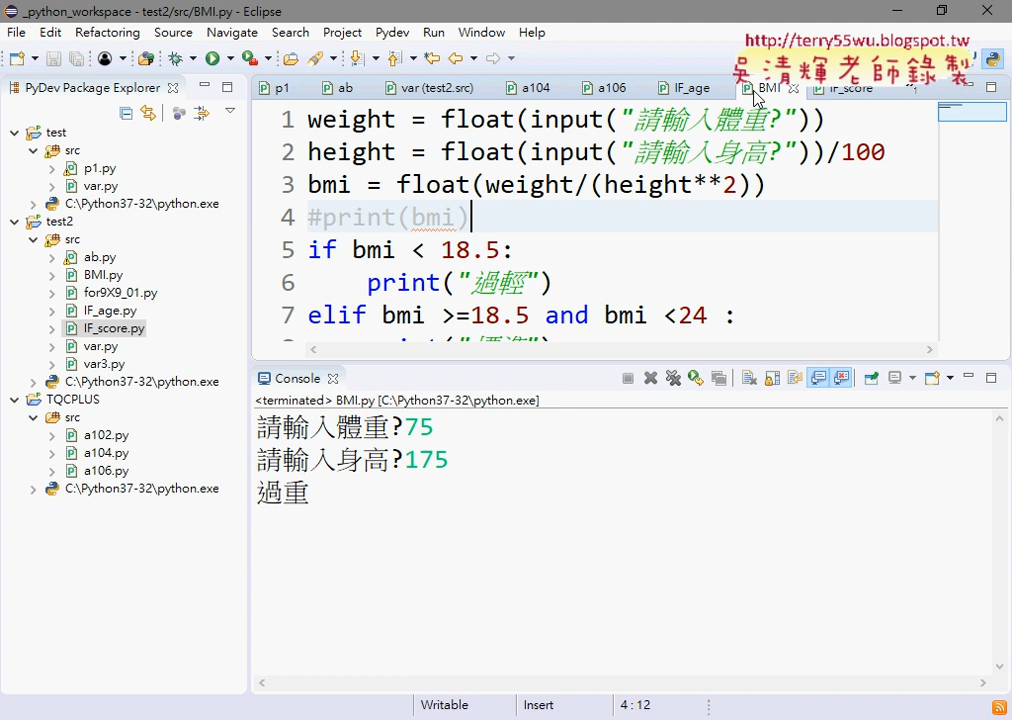 _python_workspace - test2/src/BMI.py - Eclipse
File Edit Refactoring Source Navigate Search Project Pydev Run Window Help
http://terry55wu.blogspot.tw
吳清輝老師錄製
PyDev Package Explorer
p1 ab var (test2.src) a104 a106 IF_age BMI IF_score
test
src
p1.py
var.py
C:\Python37-32\python.exe
test2
src
ab.py
BMI.py
for9X9_01.py
IF_age.py
IF_score.py
var.py
var3.py
C:\Python37-32\python.exe
TQCPLUS
src
a102.py
a104.py
a106.py
C:\Python37-32\python.exe
1 weight = float(input("請輸入體重?"))
2 height = float(input("請輸入身高?"))/100
3 bmi = float(weight/(height**2))
4 #print(bmi)
5 if bmi < 18.5:
6 print("過輕")
7 elif bmi >=18.5 and bmi <24 :
Console
<terminated> BMI.py [C:\Python37-32\python.exe]
請輸入體重?75
請輸入身高?175
過重
Writable Insert 4 : 12